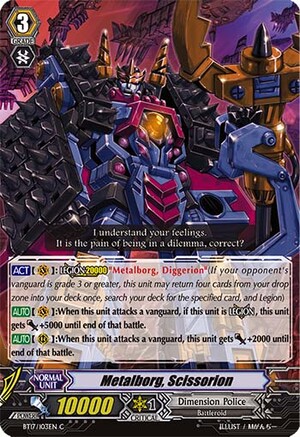 3
GRADE
I understand your feelings.
It is the pain of being in a dilemma, correct?
ACT [V]: LEGION 20000 "Metalborg, Diggerion" (If your opponent's
vanguard is grade 3 or greater, this unit may return four cards from your drop
zone into your deck once, search your deck for the specified card, and Legion)
AUTO [V]: When this unit attacks a vanguard, if this unit is LEGION, this unit
gets +5000 until end of that battle.
AUTO [V]: When this unit attacks a vanguard, this unit gets +2000 until
end of that battle.
NORMAL UNIT
Metalborg, Scissorion
POWER
10000
1
CRITICAL
Dimension Police
Battleroid
BT17/103EN C